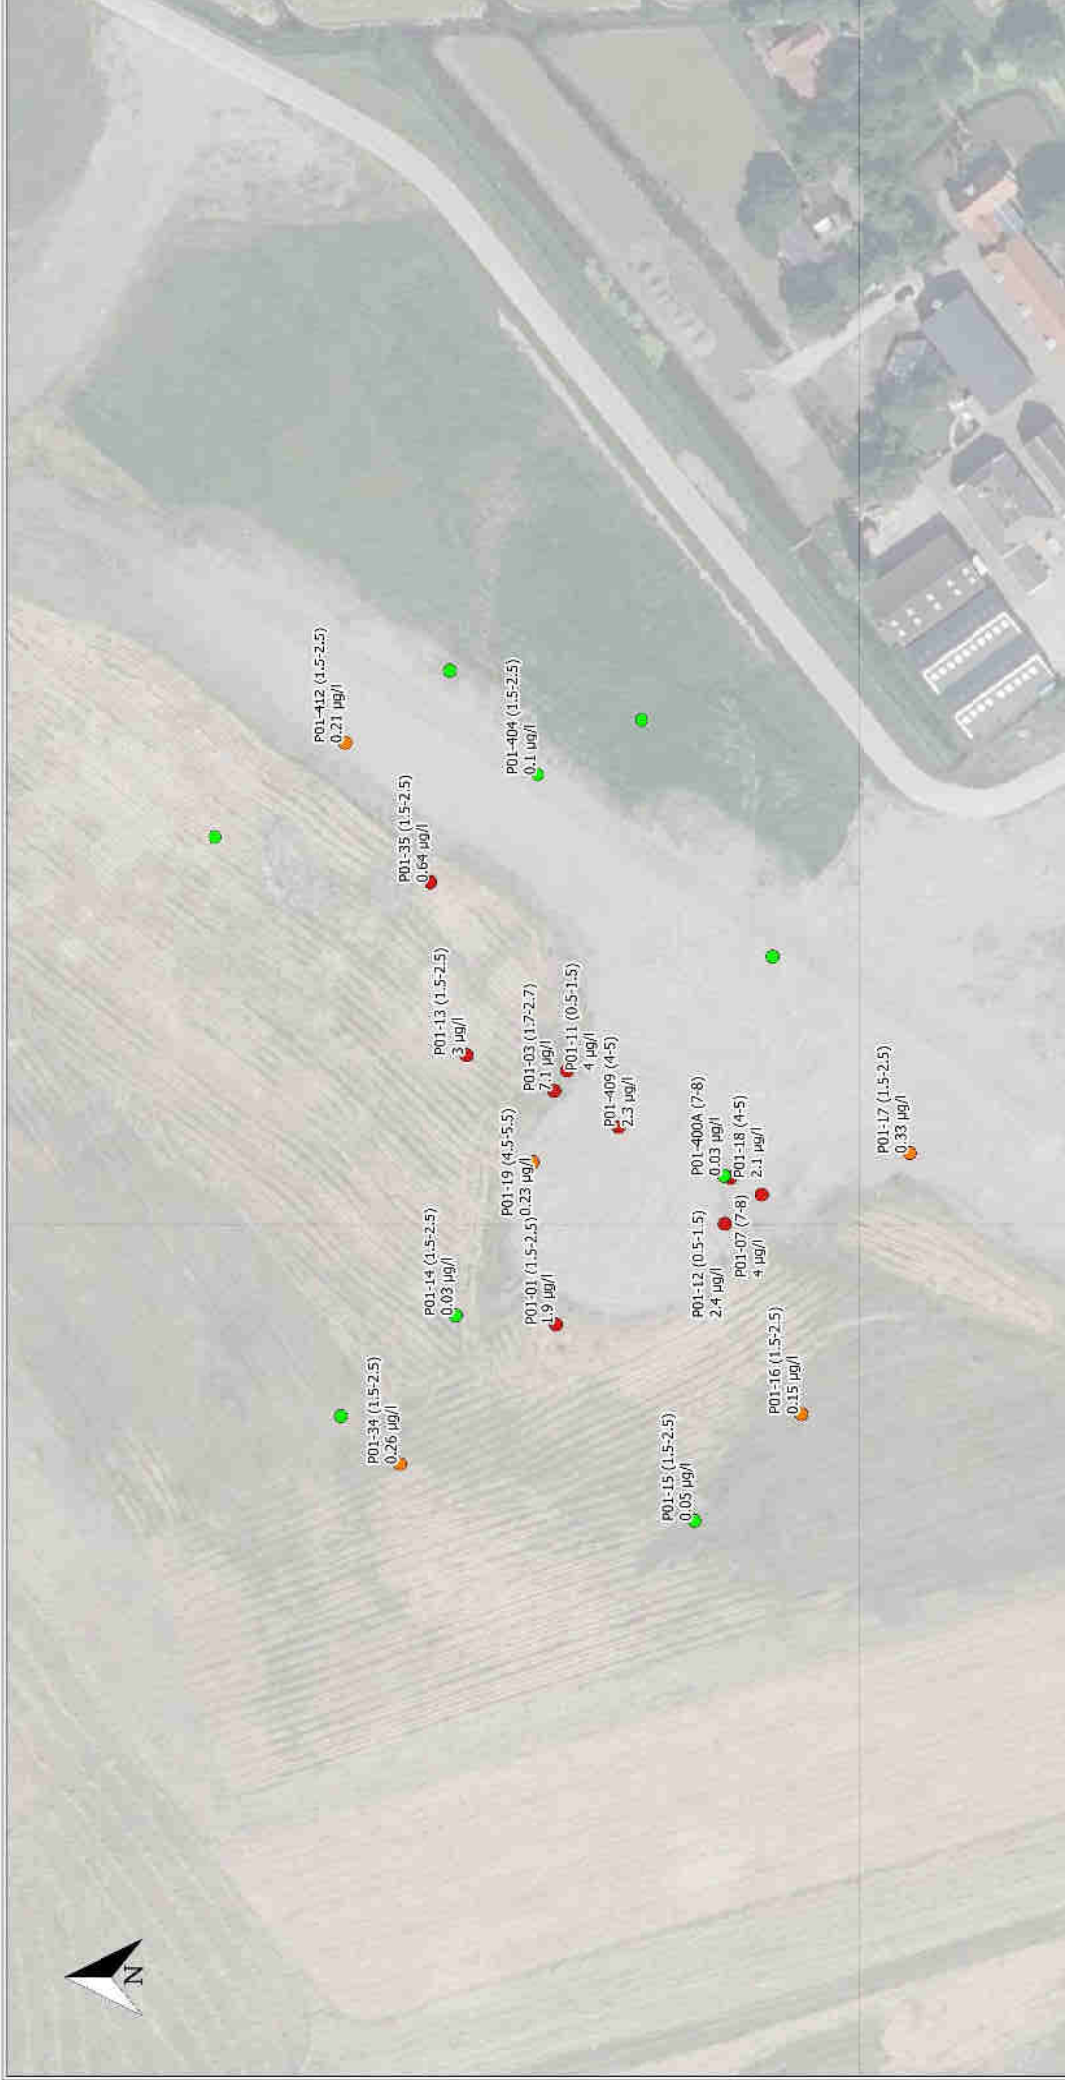 P01-412 (1.5-2.5)
0.21 µg/l
P01-35 (1.5-2.5)
0.64 µg/l
P01-34 (1.5-2.5)
0.26 µg/l
P01-14 (1.5-2.5)
0.03 µg/l
P01-13 (1.5-2.5)
3 µg/l
P01-19 (4.5-5.5)
0.23 µg/l
P01-404 (1.5-2.5)
0.1 µg/l
P01-01 (1.5-2.5)
1.9 µg/l
P01-03 (1.7-2.7)
7.1 µg/l
P01-11 (0.5-1.5)
4 µg/l
P01-409 (4-5)
2.3 µg/l
P01-15 (1.5-2.5)
0.05 µg/l
P01-12 (0.5-1.5)
2.4 µg/l
P01-400A (7-8)
0.03 µg/l
P01-18 (4-5)
2.1 µg/l
P01-07 (7-8)
4 µg/l
P01-16 (1.5-2.5)
0.15 µg/l
P01-17 (1.5-2.5)
0.33 µg/l
N